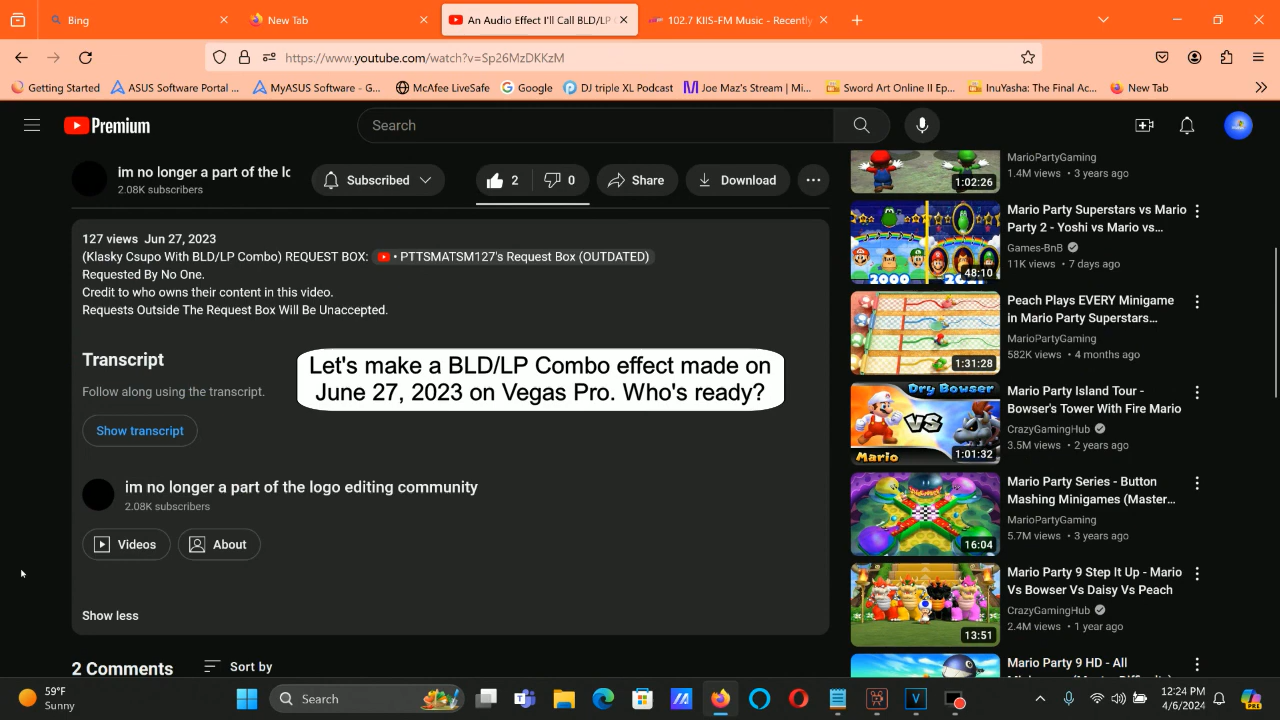 Bing
New Tab
An Audio Effect I'll Call BLD/LP
102.7 KIIS-FM Music - Recently
https://www.youtube.com/watch?v=Sp26MzDKKzM
Getting Started
ASUS Software Portal ...
MyASUS Software - G...
McAfee LiveSafe
Google
DJ triple XL Podcast
Joe Maz's Stream | Mi...
Sword Art Online II Ep...
InuYasha: The Final Ac...
New Tab
Premium
Search
im no longer a part of the lo
2.08K subscribers
Subscribed
2
0
Share
Download
127 views Jun 27, 2023
(Klasky Csupo With BLD/LP Combo) REQUEST BOX: • PTTSMATSM127's Request Box (OUTDATED)
Requested By No One.
Credit to who owns their content in this video.
Requests Outside The Request Box Will Be Unaccepted.
Transcript
Follow along using the transcript.
Show transcript
Let's make a BLD/LP Combo effect made on
June 27, 2023 on Vegas Pro. Who's ready?
im no longer a part of the logo editing community
2.08K subscribers
Videos
About
Show less
2 Comments
Sort by
1:02:26
MarioPartyGaming
1.4M views • 3 years ago
2000
48:10
Mario Party Superstars vs Mario
Party 2 - Yoshi vs Mario vs...
Games-BnB
11K views • 7 days ago
1:31:28
Peach Plays EVERY Minigame
in Mario Party Superstars...
MarioPartyGaming
582K views • 4 months ago
Dry Bowser
VS
Mario
1:01:32
Mario Party Island Tour -
Bowser's Tower With Fire Mario
CrazyGamingHub
3.5M views • 2 years ago
16:04
Mario Party Series - Button
Mashing Minigames (Master...
MarioPartyGaming
5.7M views • 3 years ago
13:51
Mario Party 9 Step It Up - Mario
Vs Bowser Vs Daisy Vs Peach
CrazyGamingHub
2.4M views • 1 year ago
Mario Party 9 HD - All
59°F
Sunny
Search
12:24 PM
4/6/2024